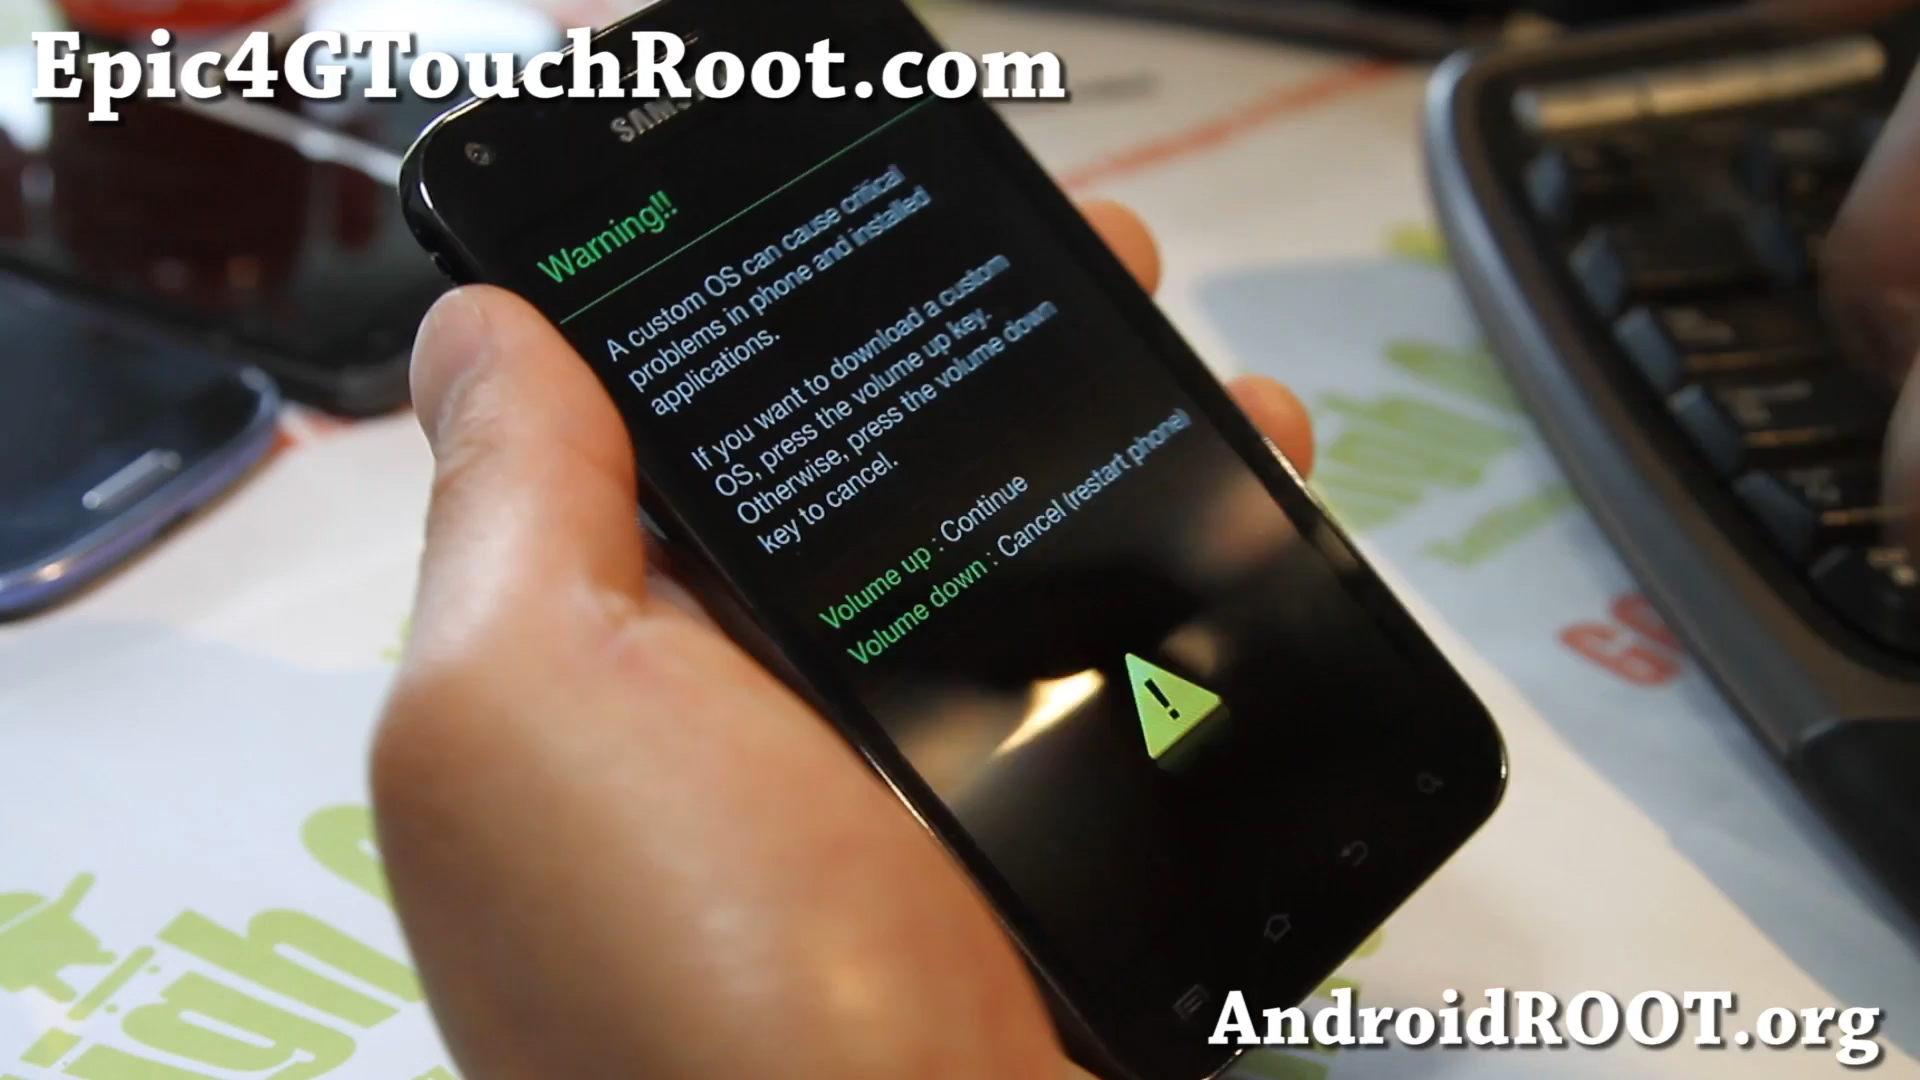 Epic4GTouchRoot.com
SAMSUNG
Warning!!
A custom OS can cause critical
problems in phone and installed
applications.
If you want to download a custom
OS, press the volume up key.
Otherwise, press the volume down
key to cancel.
Volume up : Continue
Volume down : Cancel (restart phone)
AndroidROOT.org